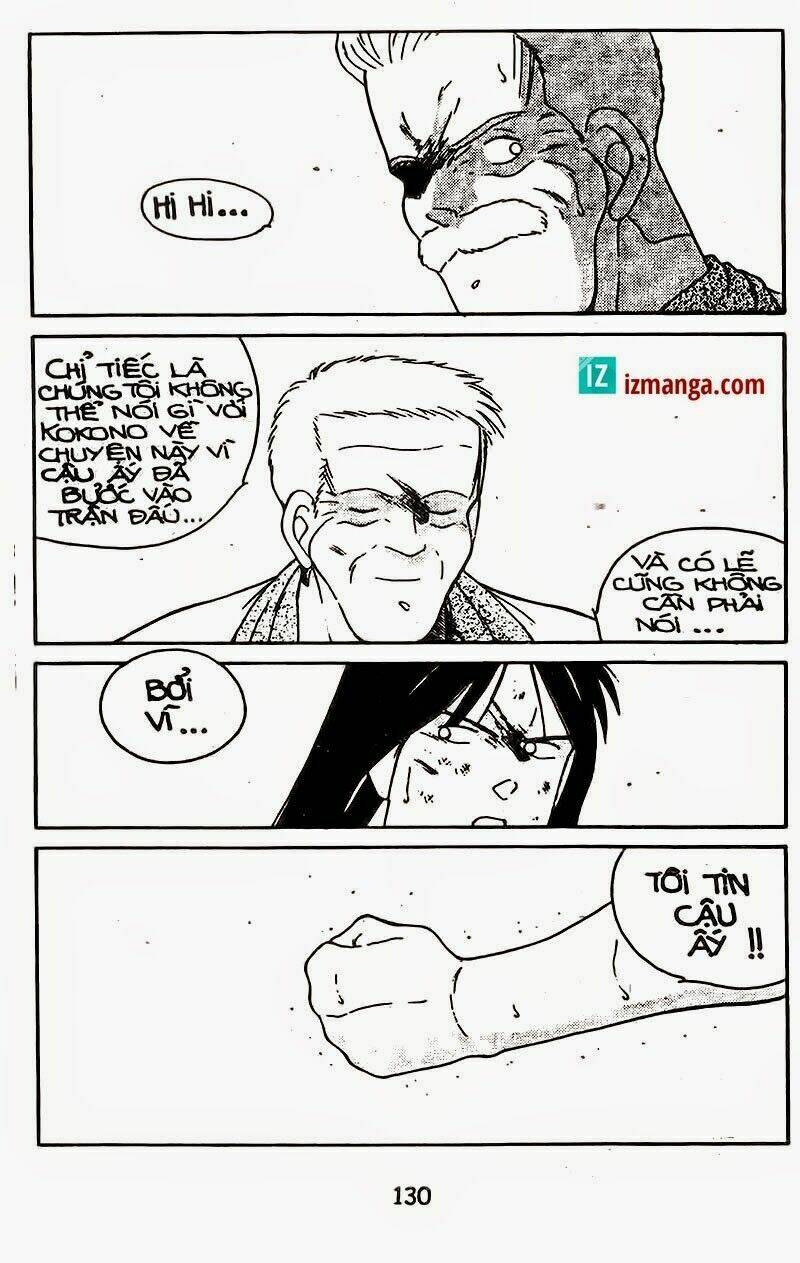 Hi Hi...
CHỈ TIẾC LÀ
CHÚNG TÔI KHÔNG
THỂ NÓI GÌ VỚI
KOKONO VỀ
CHUYỆN NÀY VÌ
CẬU ẤY ĐÃ
BƯỚC VÀO
TRẬN ĐẤU...
IZ izmanga.com
VÀ CÓ LẼ
CŨNG KHÔNG
CẦN PHẢI
NÓI ...
BỞI
VÌ...
TÔI TIN
CẬU
ẤY !!
130